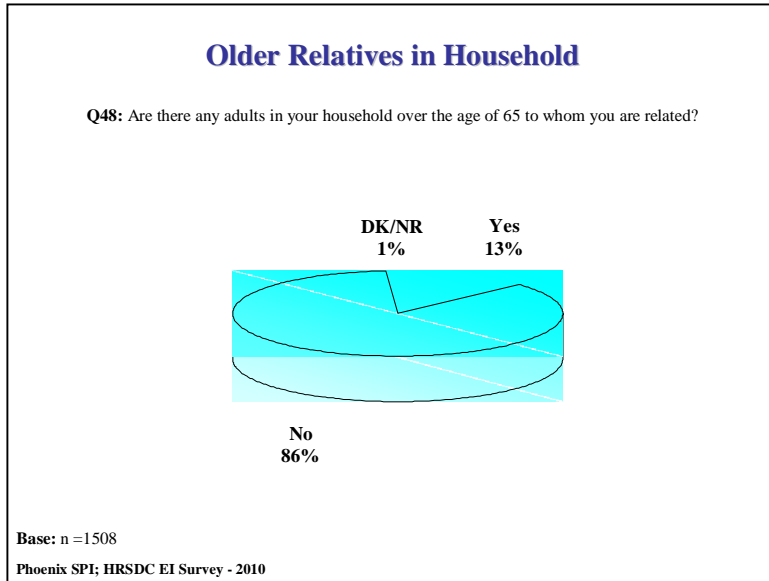 Older Relatives in Household
Q48: Are there any adults in your household over the age of 65 to whom you are related?
DK/NR
1%
Yes
13%
No
86%
Base: n =1508
Phoenix SPI; HRSDC EI Survey - 2010